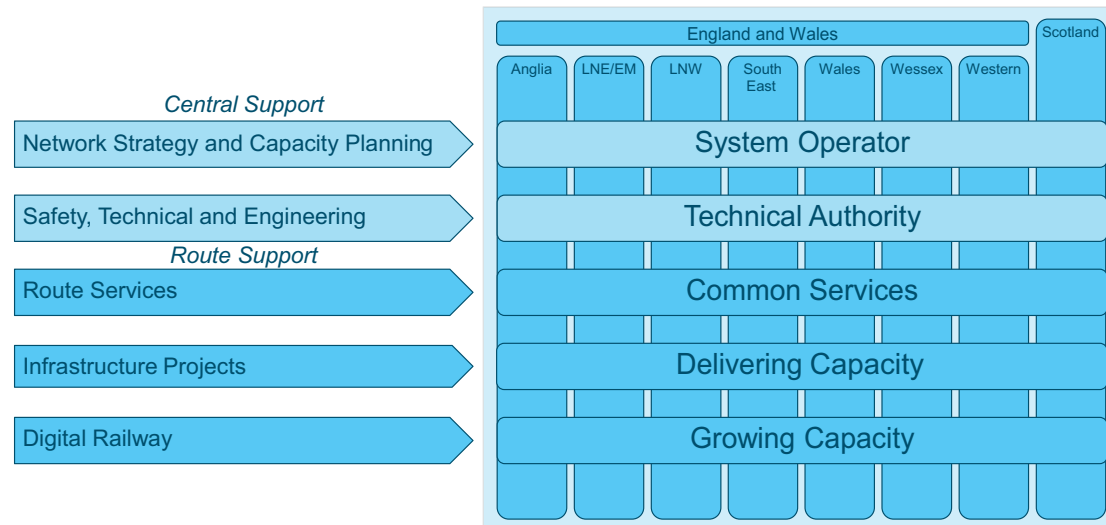 England and Wales
Scotland
Anglia
LNE/EM
LNW
South
East
Wales
Wessex
Western
Central Support
Network Strategy and Capacity Planning
System Operator
Safety, Technical and Engineering
Technical Authority
Route Support
Route Services
Common Services
Infrastructure Projects
Delivering Capacity
Digital Railway
Growing Capacity